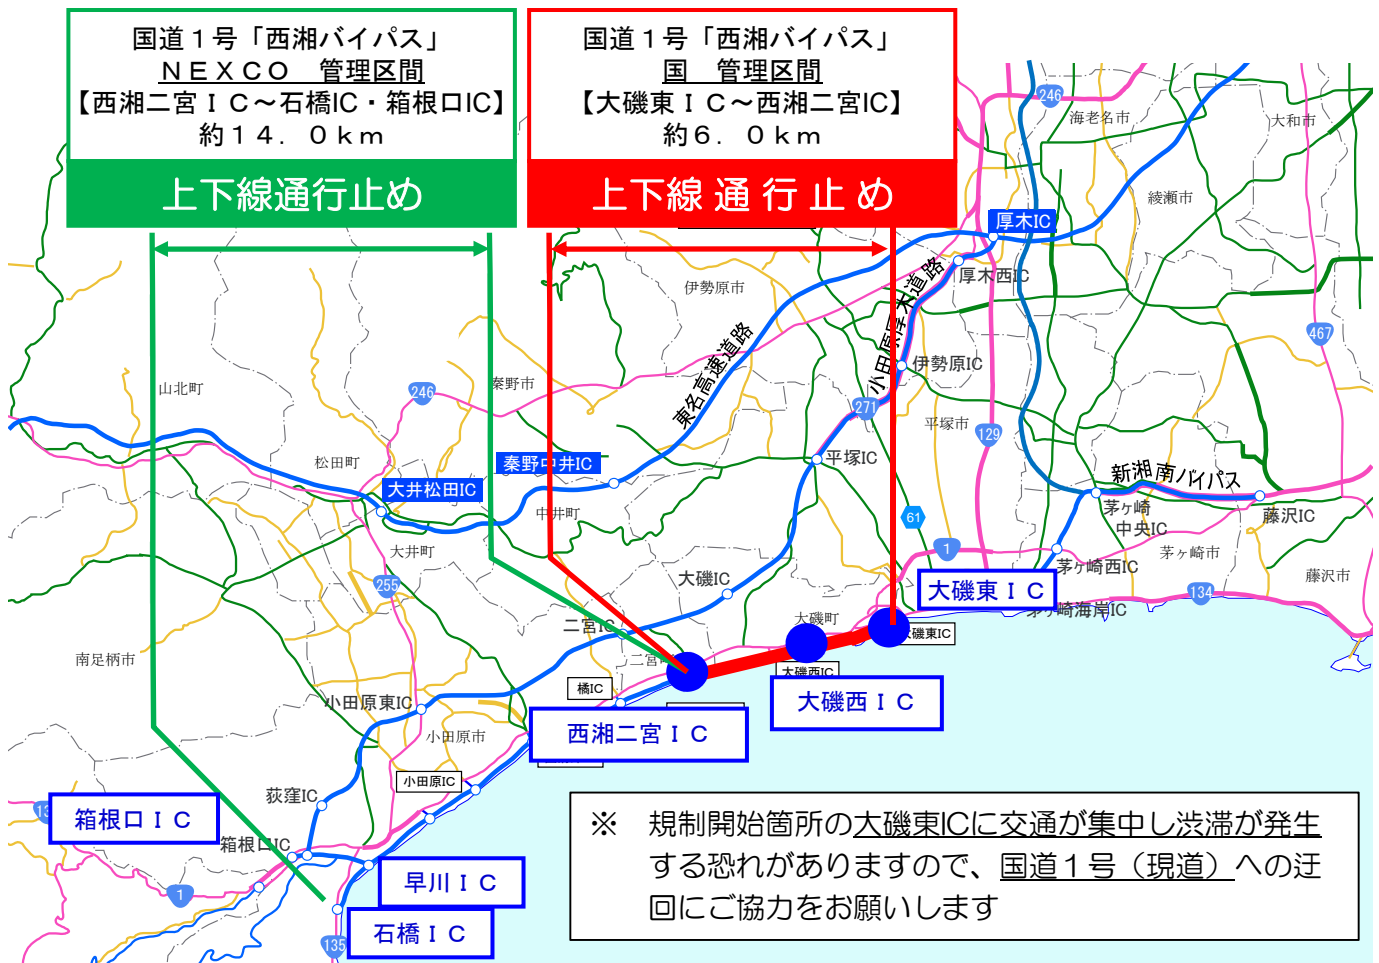 国道１号「西湘バイパス」
ＮＥＸＣＯ　管理区間
【西湘二宮ＩＣ～石橋IC・箱根口IC】
約１４．０ｋｍ
上下線通行止め
国道１号「西湘バイパス」
国　管理区間
【大磯東ＩＣ～西湘二宮IC】
約６．０ｋｍ
上下線通行止め
246
海老名市
大和市
綾瀬市
厚木IC
厚木西IC
伊勢原市
小田原厚木道路
東名高速道路
467
伊勢原IC
山北町
246
秦野市
271
平塚市
129
松田町
秦野中井IC
平塚IC
大井松田IC
新湘南バイパス
中井町
61
茅ヶ崎
中央IC
藤沢IC
大井町
1
茅ヶ崎市
茅ヶ崎西IC
藤沢市
255
大磯IC
大磯東ＩＣ
134
茅ヶ崎海岸IC
二宮IC
大磯町
大磯東IC
南足柄市
二宮町
大磯西IC
橘IC
小田原東IC
大磯西ＩＣ
小田原市
西湘二宮ＩＣ
小田原IC
荻窪IC
箱根口ＩＣ
箱根口IC
1
早川ＩＣ
石橋ＩＣ
135
※　規制開始箇所の大磯東ICに交通が集中し渋滞が発生
する恐れがありますので、国道１号（現道）への迂
回にご協力をお願いします